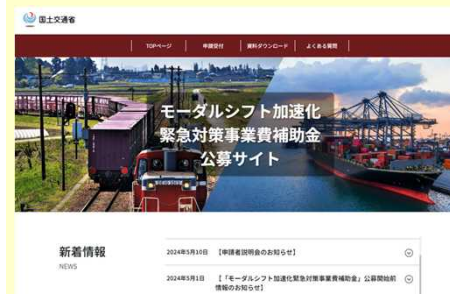 国土交通省
TOPページ
申請受付
資料ダウンロード
よくある質問
モーダルシフト加速化
緊急対策事業費補助金
公募サイト
新着情報
NEWS
2024年5月10日 【申請者説明会のお知らせ】
2024年5月1日 【「モーダルシフト加速化緊急対策事業費補助金」公募開始前
情報のお知らせ】